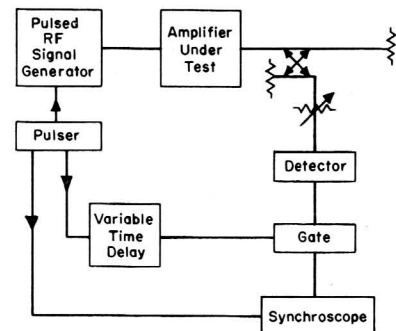 Pulsed
RF
Signal
Generator
Amplifier
Under
Test
Pulser
Detector
Variable
Time
Delay
Gate
Synchroscope